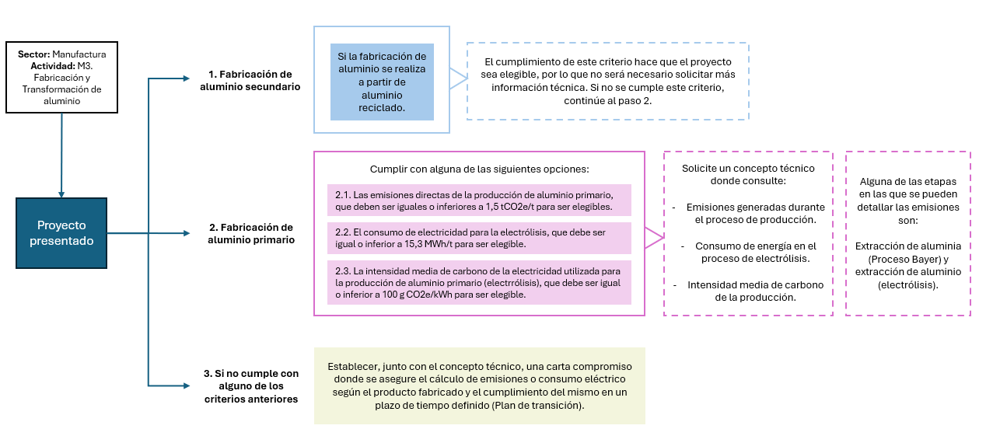 Sector: Manufactura
Actividad: M3.
Fabricación y
Transformación de
aluminio
Proyecto
presentado
1. Fabricación de
aluminio secundario
Si la fabricación de
aluminio se realiza
a partir de
aluminio
reciclado.
El cumplimiento de este criterio hace que el proyecto
sea elegible, por lo que no será necesario solicitar más
información técnica. Si no se cumple este criterio,
continúe al paso 2.
2. Fabricación de
aluminio primario
Cumplir con alguna de las siguientes opciones:
2.1. Las emisiones directas de la producción de aluminio primario,
que deben ser iguales o inferiores a 1,5 tCO2e/t para ser elegibles.
2.2. El consumo de electricidad para la electrólisis, que debe ser
igual o inferior a 15,3 MWh/t para ser elegible.
2.3. La intensidad media de carbono de la electricidad utilizada para
la producción de aluminio primario (electrrólisis), que debe ser igual
o inferior a 100 g CO2e/kWh para ser elegible.
Solicite un concepto técnico
donde consulte:
- Emisiones generadas durante
el proceso de producción.
- Consumo de energía en el
proceso de electrólisis.
- Intensidad media de carbono
de la producción.
Alguna de las etapas
en las que se pueden
detallar las emisiones
son:
Extracción de aluminia
(Proceso Bayer) y
extracción de aluminio
(electrólisis).
3. Si no cumple con
alguno de los
criterios anteriores
Establecer, junto con el concepto técnico, una carta compromiso
donde se asegure el cálculo de emisiones o consumo eléctrico
según el producto fabricado y el cumplimiento del mismo en un
plazo de tiempo definido (Plan de transición).